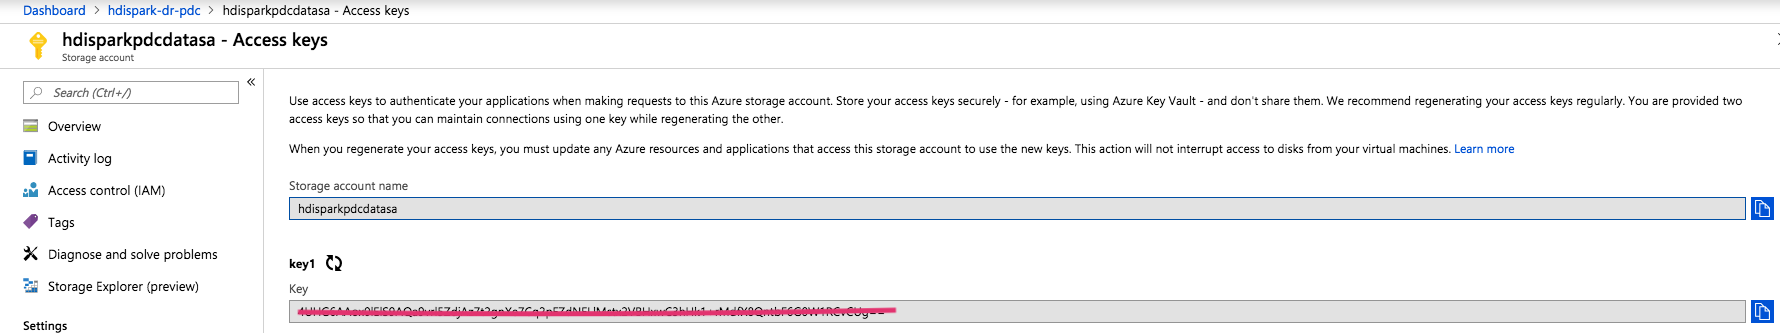 Dashboard > hdispark-dr-pdc > hdisparkpdcdatasa - Access keys
hdisparkpdcdatasa - Access keys
Storage account
Search (Ctrl+/)
«
Overview
Activity log
Access control (IAM)
Tags
Diagnose and solve problems
Storage Explorer (preview)
Settings
Use access keys to authenticate your applications when making requests to this Azure storage account. Store your access keys securely - for example, using Azure Key Vault - and don't share them. We recommend regenerating your access keys regularly. You are provided two
access keys so that you can maintain connections using one key while regenerating the other.
When you regenerate your access keys, you must update any Azure resources and applications that access this storage account to use the new keys. This action will not interrupt access to disks from your virtual machines. Learn more
Storage account name
hdisparkpdcdatasa
key1
Key